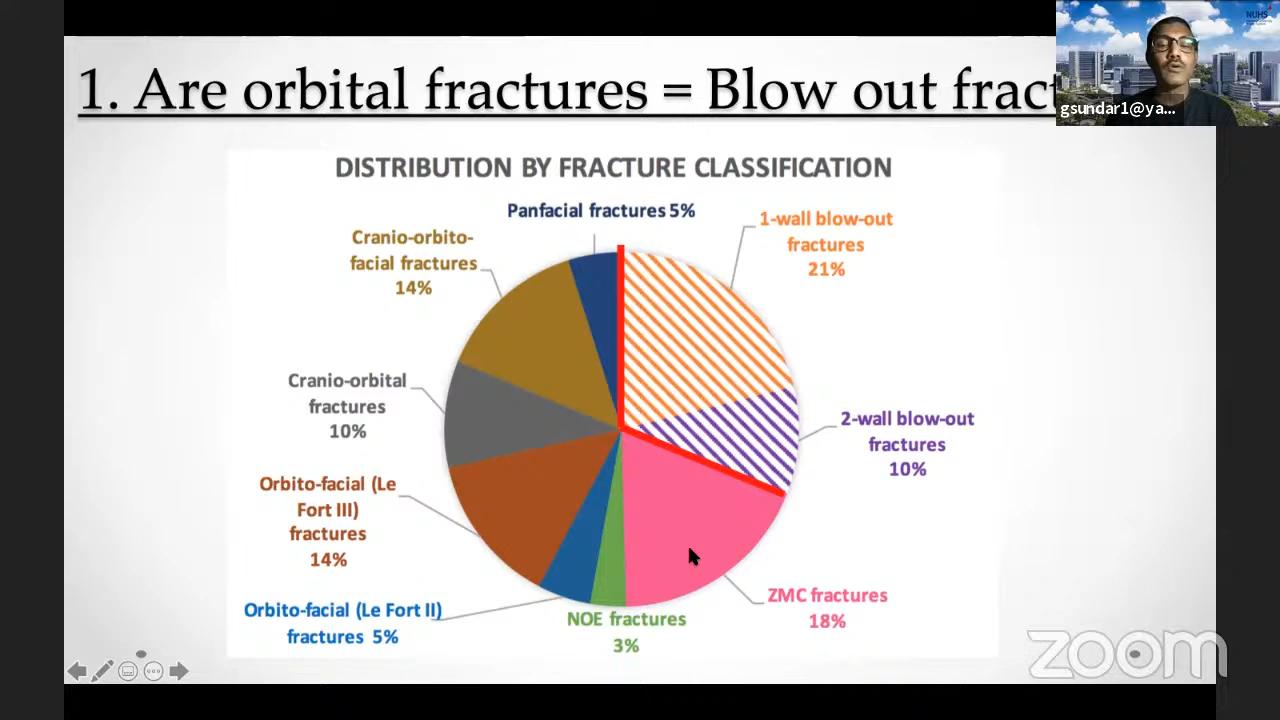 1. Are orbital fractures = Blow out fract
NUHS
gsundar1@ya...
DISTRIBUTION BY FRACTURE CLASSIFICATION
Panfacial fractures 5%
1-wall blow-out
fractures
21%
Cranio-orbito-
facial fractures
14%
Cranio-orbital
fractures
10%
2-wall blow-out
fractures
10%
Orbito-facial (Le
Fort III)
fractures
14%
Orbito-facial (Le Fort II)
fractures 5%
NOE fractures
3%
ZMC fractures
18%
zoom